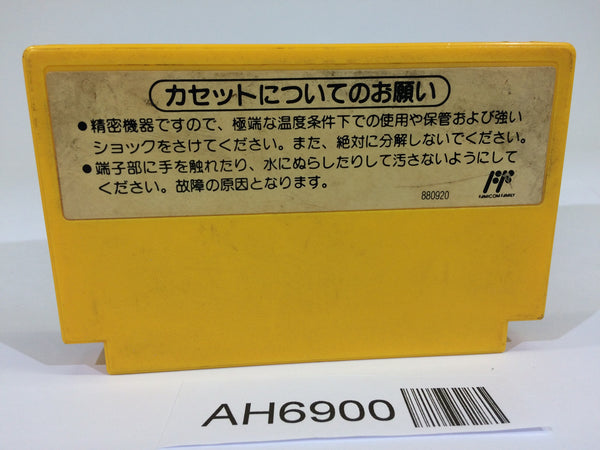 カセットについてのお願い
●精密機器ですので、極端な温度条件下での使用や保管および強い
ショックをさけてください。また、絶対に分解しないでください。
●端子部に手を触れたり、水にぬらしたりして汚さないようにして
ください。故障の原因となります。
880920
FAMICOM FAMILY
AH6900